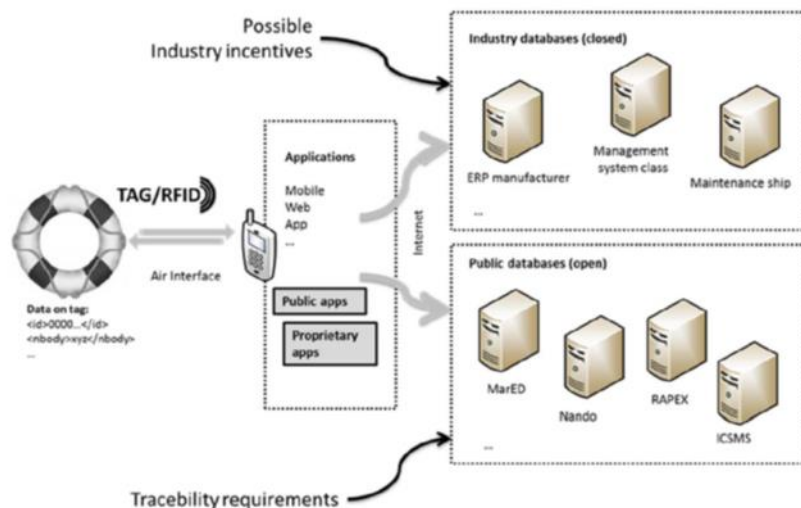 Possible
Industry incentives
Industry databases (closed)
ERP manufacturer
Management
system class
Maintenance ship
...
TAG/RFID
Air Interface
Data on tag:
<id>0000...</id>
<nbody>xyz</nbody>
...
Applications
Mobile
Web
App
...
Public apps
Proprietary
apps
Internet
Public databases (open)
MarED
Nando
RAPEX
ICSMS
...
Tracebility requirements